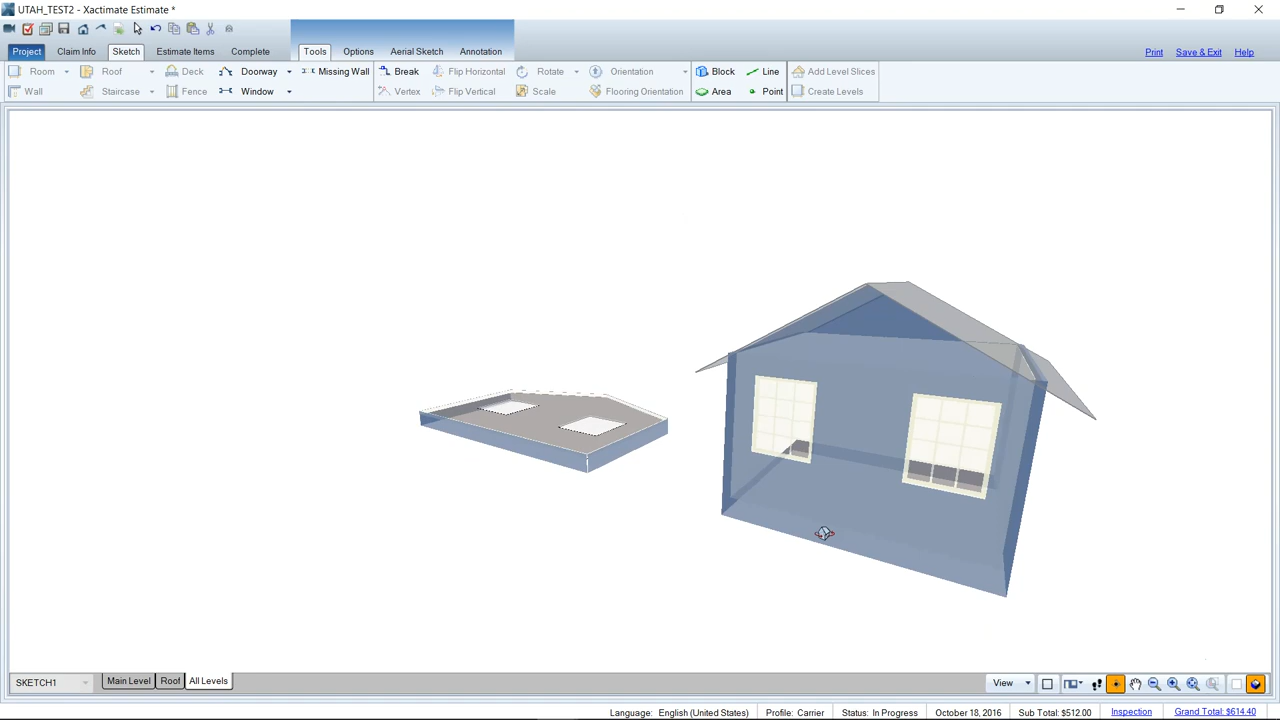 UTAH_TEST2 - Xactimate Estimate *
Project Claim Info Sketch Estimate Items Complete Tools Options Aerial Sketch Annotation Print Save & Exit Help
Room Roof Deck Doorway Missing Wall Break Flip Horizontal Rotate Orientation Block Line Add Level Slices
Wall Staircase Fence Window Vertex Flip Vertical Scale Flooring Orientation Area Point Create Levels
SKETCH1 Main Level Roof All Levels View
Language: English (United States) Profile: Carrier Status: In Progress October 18, 2016 Sub Total: $512.00 Inspection Grand Total: $614.40